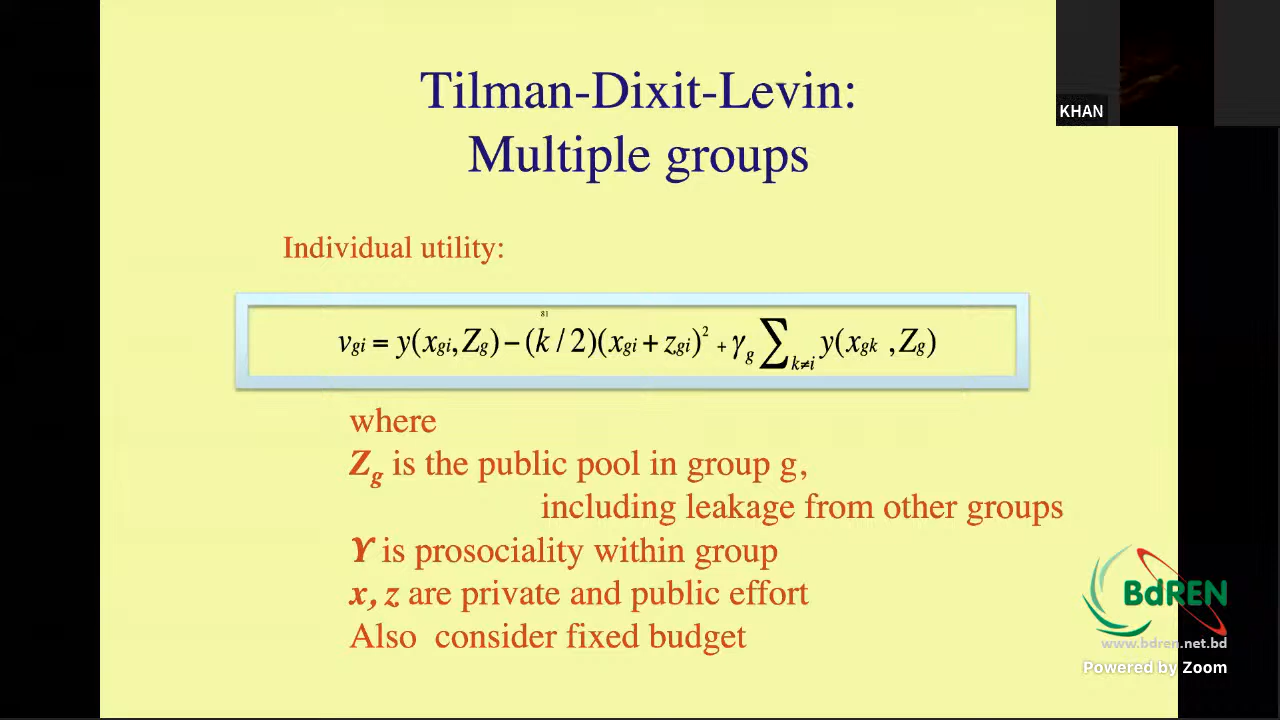 Tilman-Dixit-Levin:
Multiple groups
KHAN
Individual utility:
81
v_gi = y(x_gi, Z_g) − (k / 2)(x_gi + z_gi)² + γ_g ∑_k≠i y(x_gk , Z_g)
where
Z_g is the public pool in group g,
including leakage from other groups
ϒ is prosociality within group
x, z are private and public effort
Also consider fixed budget
BdREN
www.bdren.net.bd
Powered by Zoom